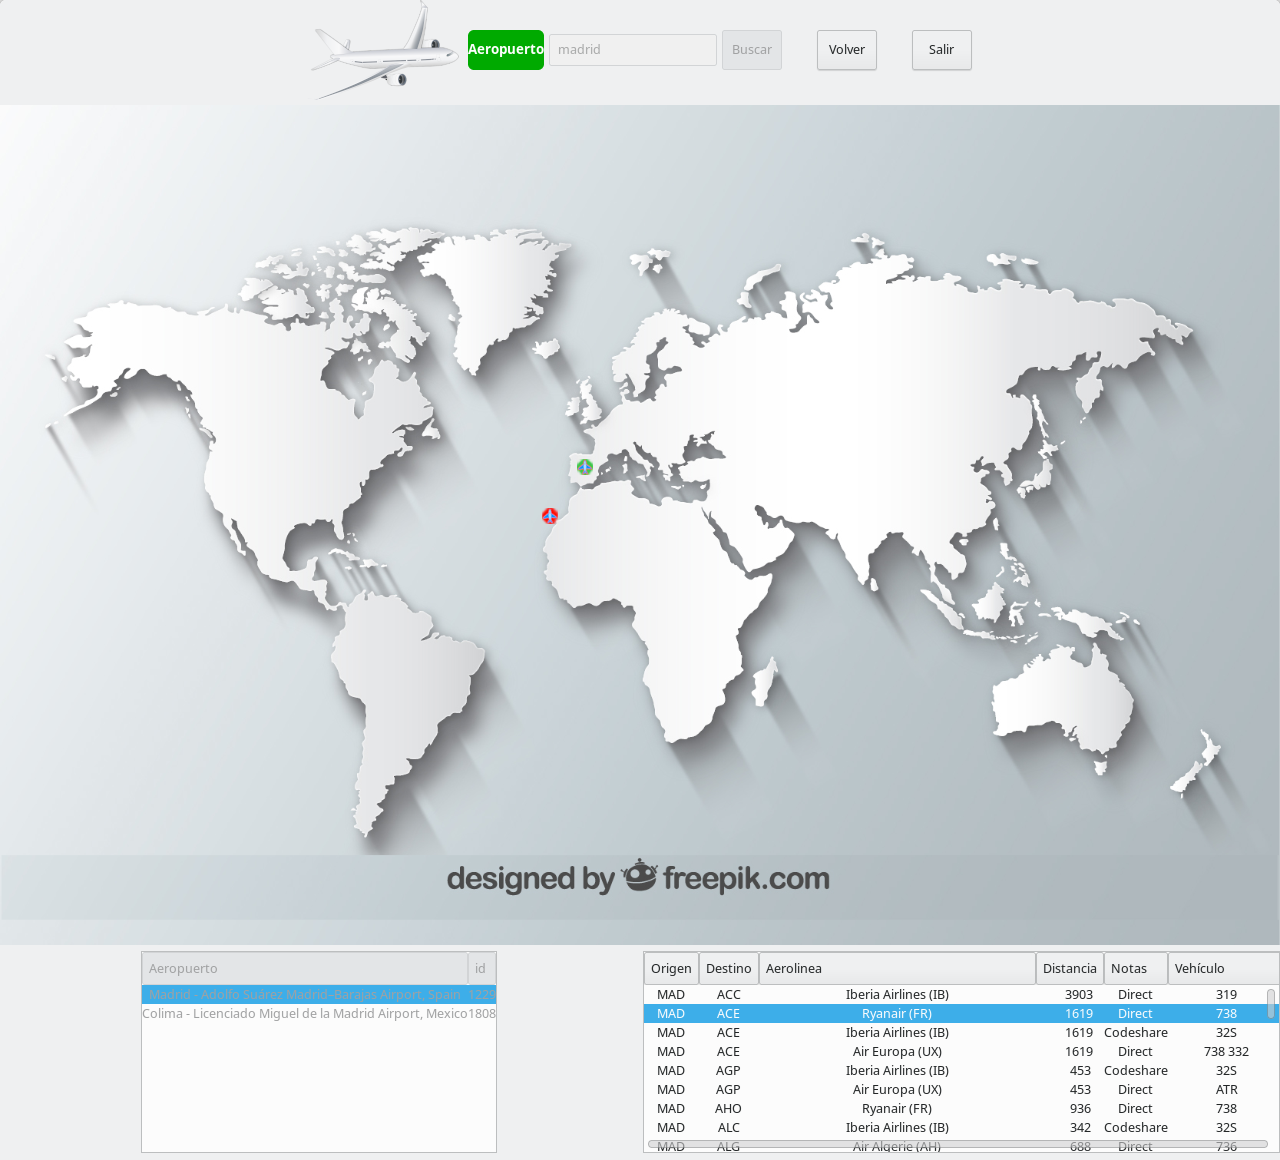 Aeropuerto madrid Buscar Volver Salir
designed by freepik.com
Aeropuerto id
Madrid - Adolfo Suárez Madrid-Barajas Airport, Spain 1229
Colima - Licenciado Miguel de la Madrid Airport, Mexico 1808
Origen Destino Aerolinea Distancia Notas Vehículo
MAD ACC Iberia Airlines (IB) 3903 Direct 319
MAD ACE Ryanair (FR) 1619 Direct 738
MAD ACE Iberia Airlines (IB) 1619 Codeshare 32S
MAD ACE Air Europa (UX) 1619 Direct 738 332
MAD AGP Iberia Airlines (IB) 453 Codeshare 32S
MAD AGP Air Europa (UX) 453 Direct ATR
MAD AHO Ryanair (FR) 936 Direct 738
MAD ALC Iberia Airlines (IB) 342 Codeshare 32S
MAD ALG Air Algerie (AH) 688 Direct 736